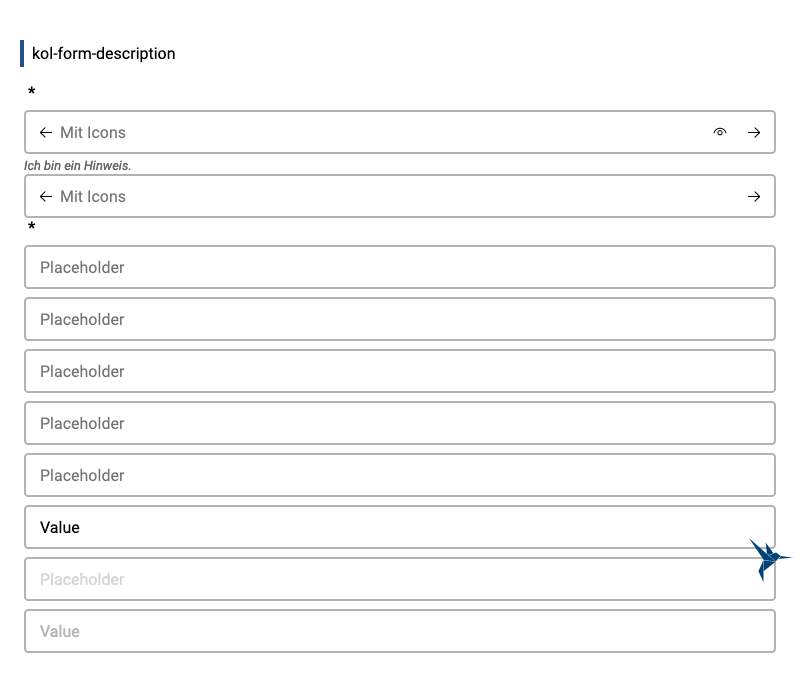 kol-form-description
*
Mit Icons
Ich bin ein Hinweis.
Mit Icons
*
Placeholder
Placeholder
Placeholder
Placeholder
Placeholder
Value
Placeholder
Value